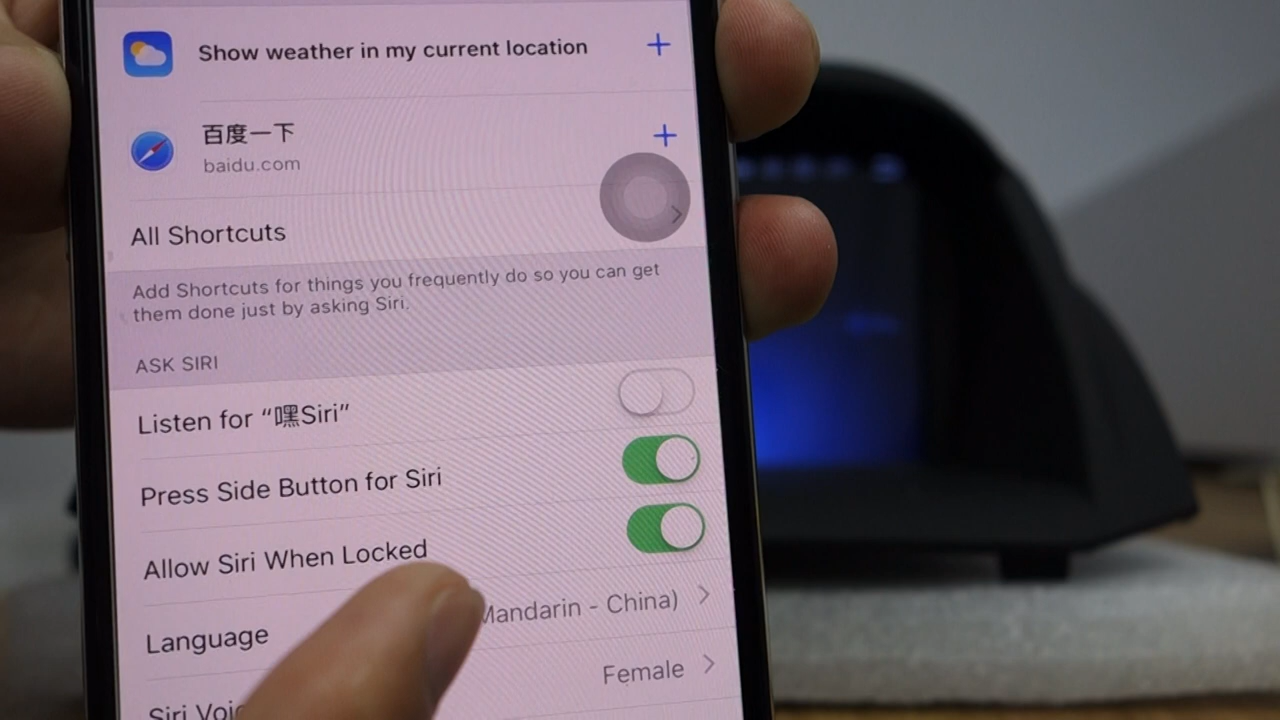 Show weather in my current location
百度一下
baidu.com
All Shortcuts
Add Shortcuts for things you frequently do so you can get
them done just by asking Siri.
ASK SIRI
Listen for “嘿Siri”
Press Side Button for Siri
Allow Siri When Locked
Language Mandarin - China)
Siri Female